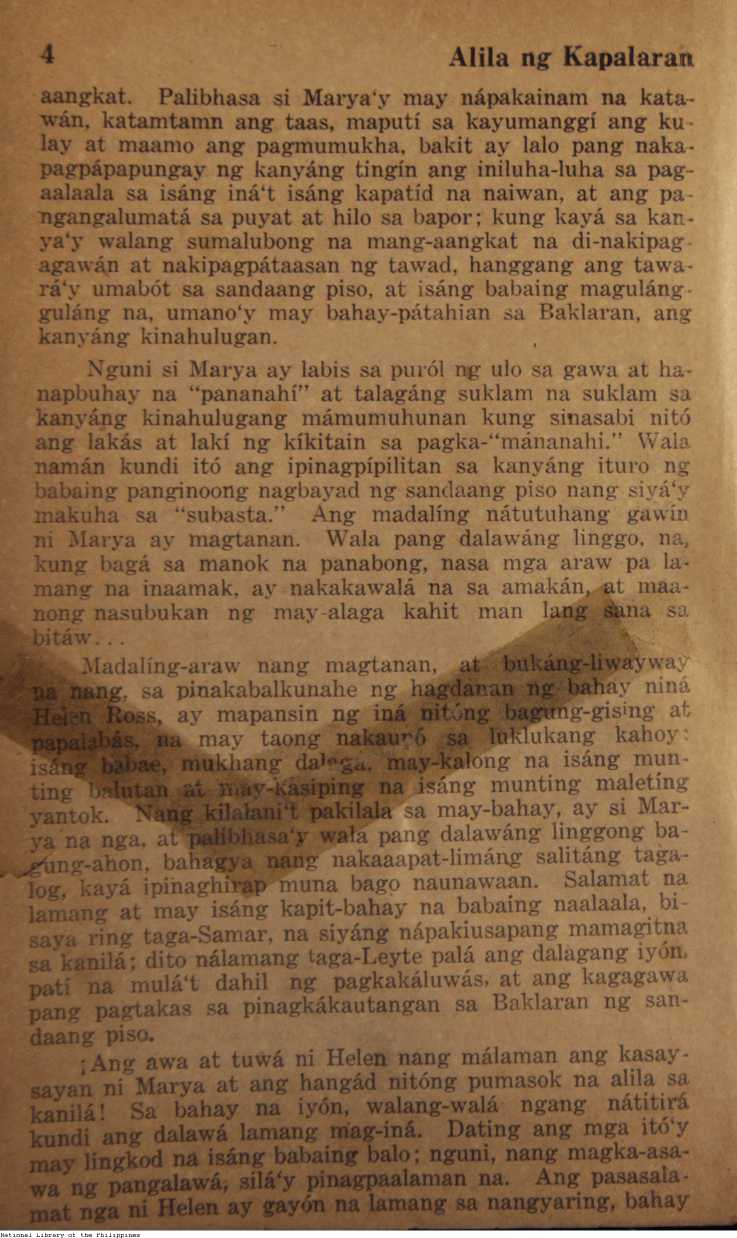 4 Alila ng Kapalaran
aangkat. Palibhasa si Marya‘y may nápakainam na kata-
wán, katamtamn ang taas, maputí sa kayumanggí ang ku-
lay at maamo ang pagmumukha, bakit ay lalo pang naka-
pagpápapungay ng kanyáng tingín ang iniluha-luha sa pag-
aalaala sa isáng iná‘t isáng kapatíd na naiwan, at ang pa-
ngangalumatá sa puyat at hilo sa bapor; kung kayá sa kan-
ya‘y walang sumalubong na mang-aangkat na di-nakipag-
agawán at nakipagpátaasan ng tawad, hanggang ang tawa-
rá‘y umabót sa sandaang piso, at isáng babaing maguláng-
guláng na, umano‘y may bahay-pátahian sa Baklaran, ang
kanyáng kinahulugan.
Nguni si Marya ay labis sa puról ng ulo sa gawa at ha-
napbuhay na “pananahí” at talagáng suklam na suklam sa
kanyáng kinahulugang mámumuhunan kung sinasabi nitó
ang lakás at lakí ng kíkitain sa pagka-“mánanahi.” Wala
namán kundi itó ang ipinagpípilitan sa kanyáng ituro ng
babaing panginoong nagbayad ng sandaang piso nang siyá‘y
makuha sa “subasta.” Ang madalíng nátutuhang gawín
ni Marya ay magtanan. Wala pang dalawáng linggo, na,
kung bagá sa manok na panabong, nasa mga araw pa la-
mang na inaamak, ay nakakawalá na sa amakán, at maa-
nong nasubukan ng may-alaga kahit man lang sana sa
bitáw...
Madalíng-araw nang magtanan, at bukáng-liwayway
na nang, sa pinakabalkunahe ng hagdánan ng bahay niná
Helen Ross, ay mapansin ng iná nitóng bagung-gising at
papalabás, na may taong nakauró sa luklukang kahoy:
isáng babae, mukhang dalaga, may-kalong na isáng mun-
ting balutan at may-kasiping na isáng munting maletíng
yantok. Nang kilalani‘t pakilala sa may-bahay, ay si Mar-
ya na nga, at palibhasa‘y wala pang dalawáng linggong ba-
gung-ahon, bahagya nang nakaaapat-limáng salitáng taga-
log, kayá ipinaghirap muna bago naunawaan. Salamat na
lamang at may isáng kapit-bahay na babaing naalaala, bi-
saya ring taga-Samar, na siyáng nápakiusapang mamagitna
sa kanilá; dito nálamang taga-Leyte palá ang dalagang iyón,
patí na mulá‘t dahil ng pagkakáluwás, at ang kagagawa
pang pagtakas sa pinagkákautangan sa Baklaran ng san-
daang piso.
¡Ang awa at tuwá ni Helen nang málaman ang kasay-
sayan ni Marya at ang hangád nitóng pumasok na alila sa
kanilá! Sa bahay na iyón, walang-walá ngang nátitirá
kundi ang dalawá lamang mag-iná. Dating ang mga itó‘y
may lingkod na isáng babaing balo; nguni, nang magka-asa-
wa ng pangalawá, silá‘y pinagpaalaman na. Ang pasasala-
mat nga ni Helen ay gayón na lamang sa nangyaring, bahay
National Library of the Philippines